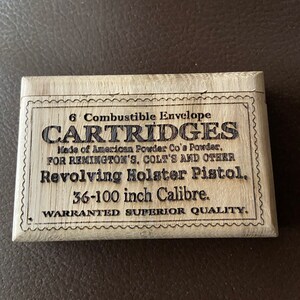 6 Combustible Envelope
CARTRIDGES
Made of American Powder Co's Powder,
FOR REMINGTON'S, COLT'S AND OTHER
Revolving Holster Pistol,
36-100 inch Calibre.
WARRANTED SUPERIOR QUALITY.